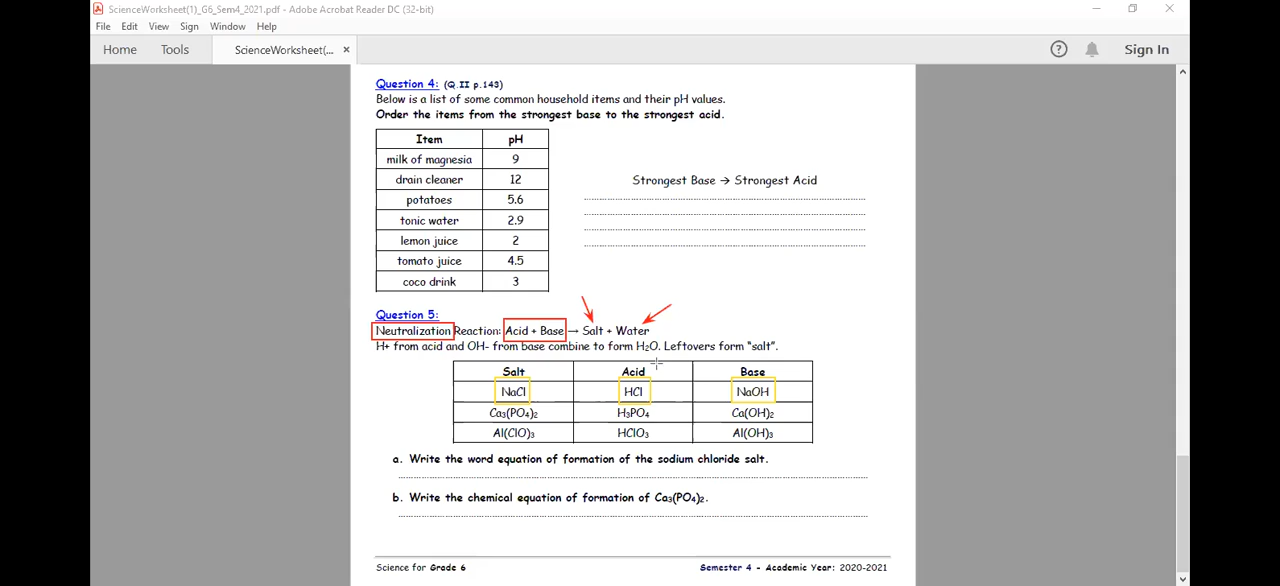 ScienceWorksheet(1)_G6_Sem4_2021.pdf - Adobe Acrobat Reader DC (32-bit)
File Edit View Sign Window Help
Home Tools ScienceWorksheet(... × ? Sign In
Question 4: (Q.II p.143)
Below is a list of some common household items and their pH values.
Order the items from the strongest base to the strongest acid.
Item pH
milk of magnesia 9
drain cleaner 12
potatoes 5.6
tonic water 2.9
lemon juice 2
tomato juice 4.5
coco drink 3
Strongest Base → Strongest Acid
Question 5:
Neutralization Reaction: Acid + Base → Salt + Water
H+ from acid and OH- from base combine to form H₂O. Leftovers form "salt".
Salt Acid Base
NaCl HCl NaOH
Ca₃(PO₄)₂ H₃PO₄ Ca(OH)₂
Al(ClO)₃ HClO₃ Al(OH)₃
a. Write the word equation of formation of the sodium chloride salt.
b. Write the chemical equation of formation of Ca₃(PO₄)₂.
Science for Grade 6 Semester 4 - Academic Year: 2020-2021